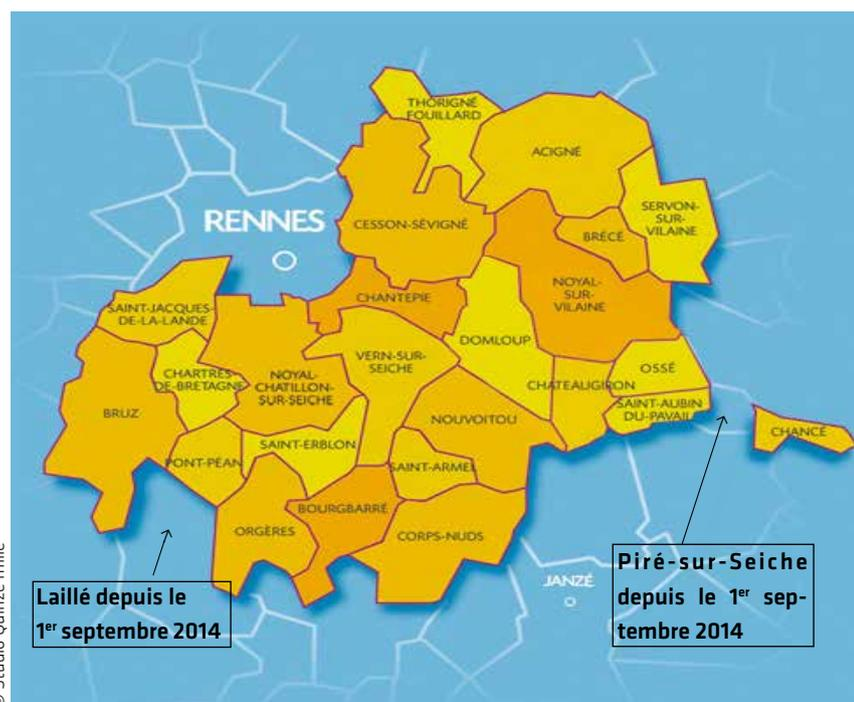 THORIGNÉ
FOUILLARD
ACIGNÉ
SERVON-
SUR-
VILAINE
RENNES
CESSON-SÉVIGNÉ
BRÉCÉ
CHANTEPIE
NOYAL-
SUR-
VILAINE
SAINT-JACQUES-
DE-LA-LANDE
DOMLOUP
VERN-SUR-
SEICHE
OSSÉ
CHARTRES-
DE-BRETAGNE
NOYAL-
CHATILLON-
SUR-SEICHE
CHATEAUGIRON
SAINT-AUBIN
DU-PAVAIL
BRUZ
NOUVOITOU
CHANCÉ
SAINT-ERBLON
PONT-PÉAN
SAINT-ARMEL
BOURGBARRÉ
ORGÈRES
CORPS-NUDS
JANZÉ
Laillé depuis le
1er septembre 2014
Piré-sur-Seiche
depuis le 1er sep-
tembre 2014